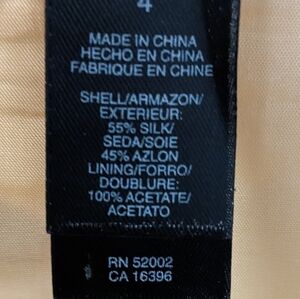 4
MADE IN CHINA
HECHO EN CHINA
FABRIQUE EN CHINE
SHELL/ARMAZON/
EXTERIEUR:
55% SILK/
SEDA/SOIE
45% AZLON
LINING/FORRO/
DOUBLURE:
100% ACETATE/
ACETATO
RN 52002
CA 16396